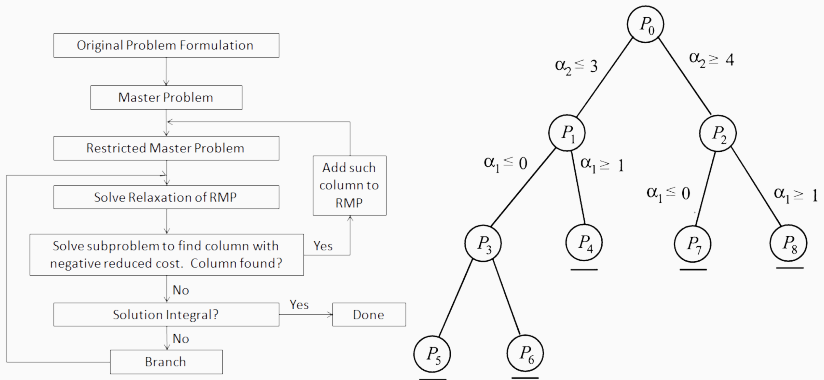 Original Problem Formulation
Master Problem
Restricted Master Problem
Add such
column to
RMP
Solve Relaxation of RMP
Solve subproblem to find column with
negative reduced cost. Column found?
Yes
No
Solution Integral?
Yes
Done
No
Branch
P0
α2 ≤ 3
α2 ≥ 4
P1
P2
α1 ≤ 0
α1 ≥ 1
α1 ≤ 0
α1 ≥ 1
P3
P4
P7
P8
P5
P6